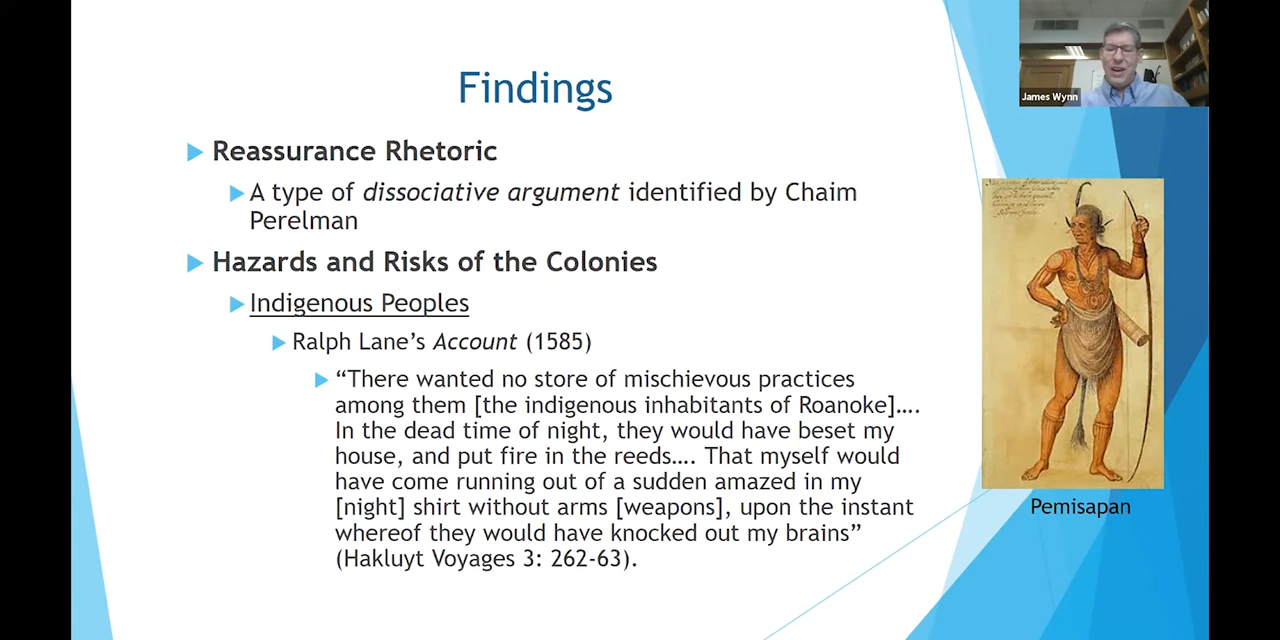 Findings
Reassurance Rhetoric
A type of dissociative argument identified by Chaim
Perelman
Hazards and Risks of the Colonies
Indigenous Peoples
Ralph Lane’s Account (1585)
“There wanted no store of mischievous practices
among them [the indigenous inhabitants of Roanoke]….
In the dead time of night, they would have beset my
house, and put fire in the reeds…. That myself would
have come running out of a sudden amazed in my
[night] shirt without arms [weapons], upon the instant
whereof they would have knocked out my brains”
(Hakluyt Voyages 3: 262-63).
James Wynn
Pemisapan